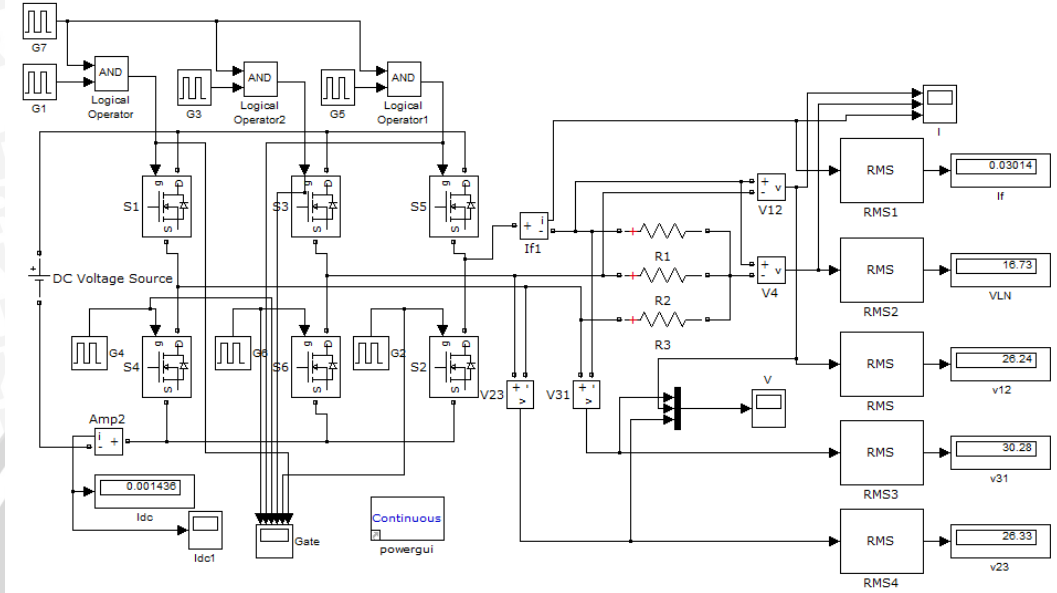 G7
AND
Logical
Operator
G1
AND
Logical
Operator2
G3
AND
Logical
Operator1
G5
I
RMS
RMS1
0.03014
If
g
D
S
S1
g
D
S
S3
g
D
S
S5
+
-
i
If1
+
-
v
V12
R1
+
-
v
V4
R2
R3
RMS
RMS2
16.73
VLN
+
DC Voltage Source
G4
g
D
S
S4
G6
g
D
S
S6
G2
g
D
S
S2
+
-
v
V23
+
-
v
V31
V
RMS
RMS
26.24
v12
Amp2
i
-
+
0.001436
Idc
Idc1
Gate
Continuous
powergui
RMS
RMS3
30.28
v31
RMS
RMS4
26.33
v23